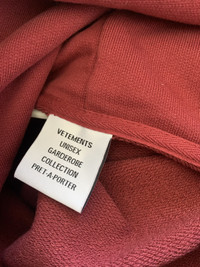 VETEMENTS
UNISEX
GARDEROBE
COLLECTION
PRET-A-PORTER